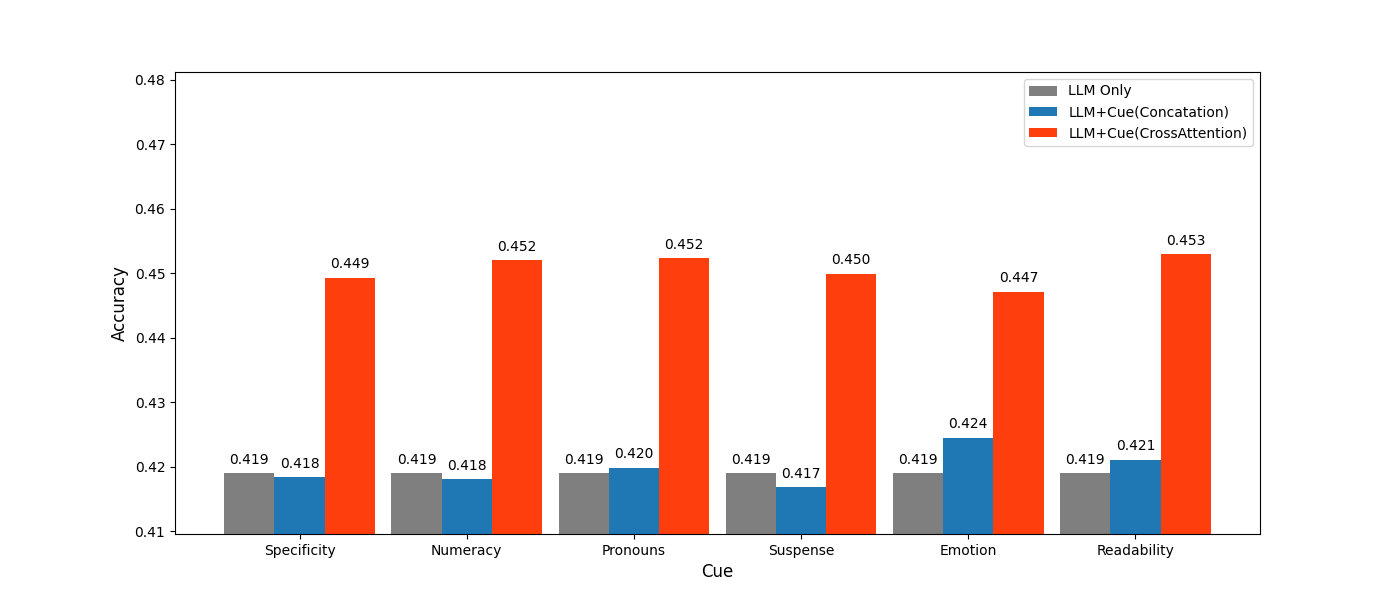 0.48
0.47
0.46
0.45
0.44
0.43
0.42
0.41
Accuracy
LLM Only
LLM+Cue(Concatation)
LLM+Cue(CrossAttention)
0.419 0.418 0.449
0.419 0.418 0.452
0.419 0.420 0.452
0.419 0.417 0.450
0.419 0.424 0.447
0.419 0.421 0.453
Specificity Numeracy Pronouns Suspense Emotion Readability
Cue